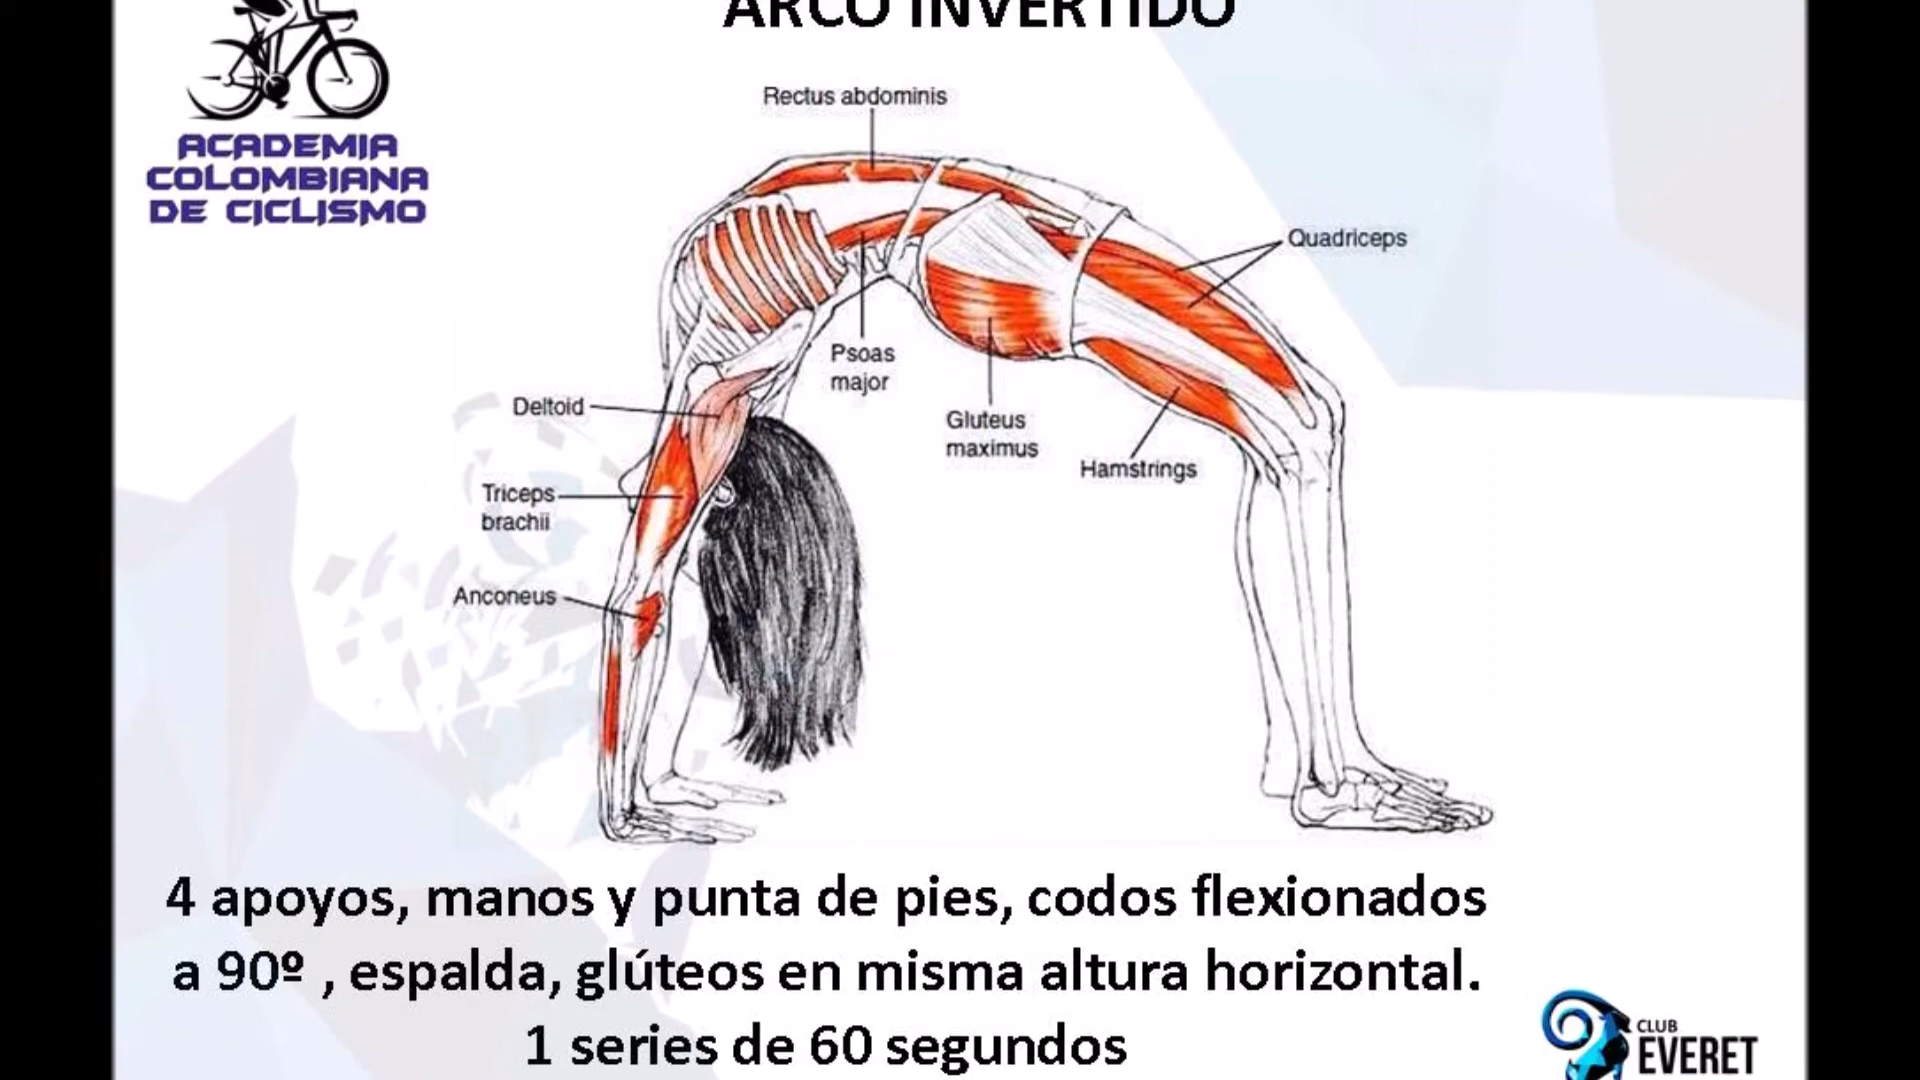 ARCO INVERTIDO
ACADEMIA
COLOMBIANA
DE CICLISMO
Rectus abdominis
Quadriceps
Psoas
major
Deltoid
Gluteus
maximus
Hamstrings
Triceps
brachii
Anconeus
4 apoyos, manos y punta de pies, codos flexionados
a 90º , espalda, glúteos en misma altura horizontal.
1 series de 60 segundos
CLUB
EVERET